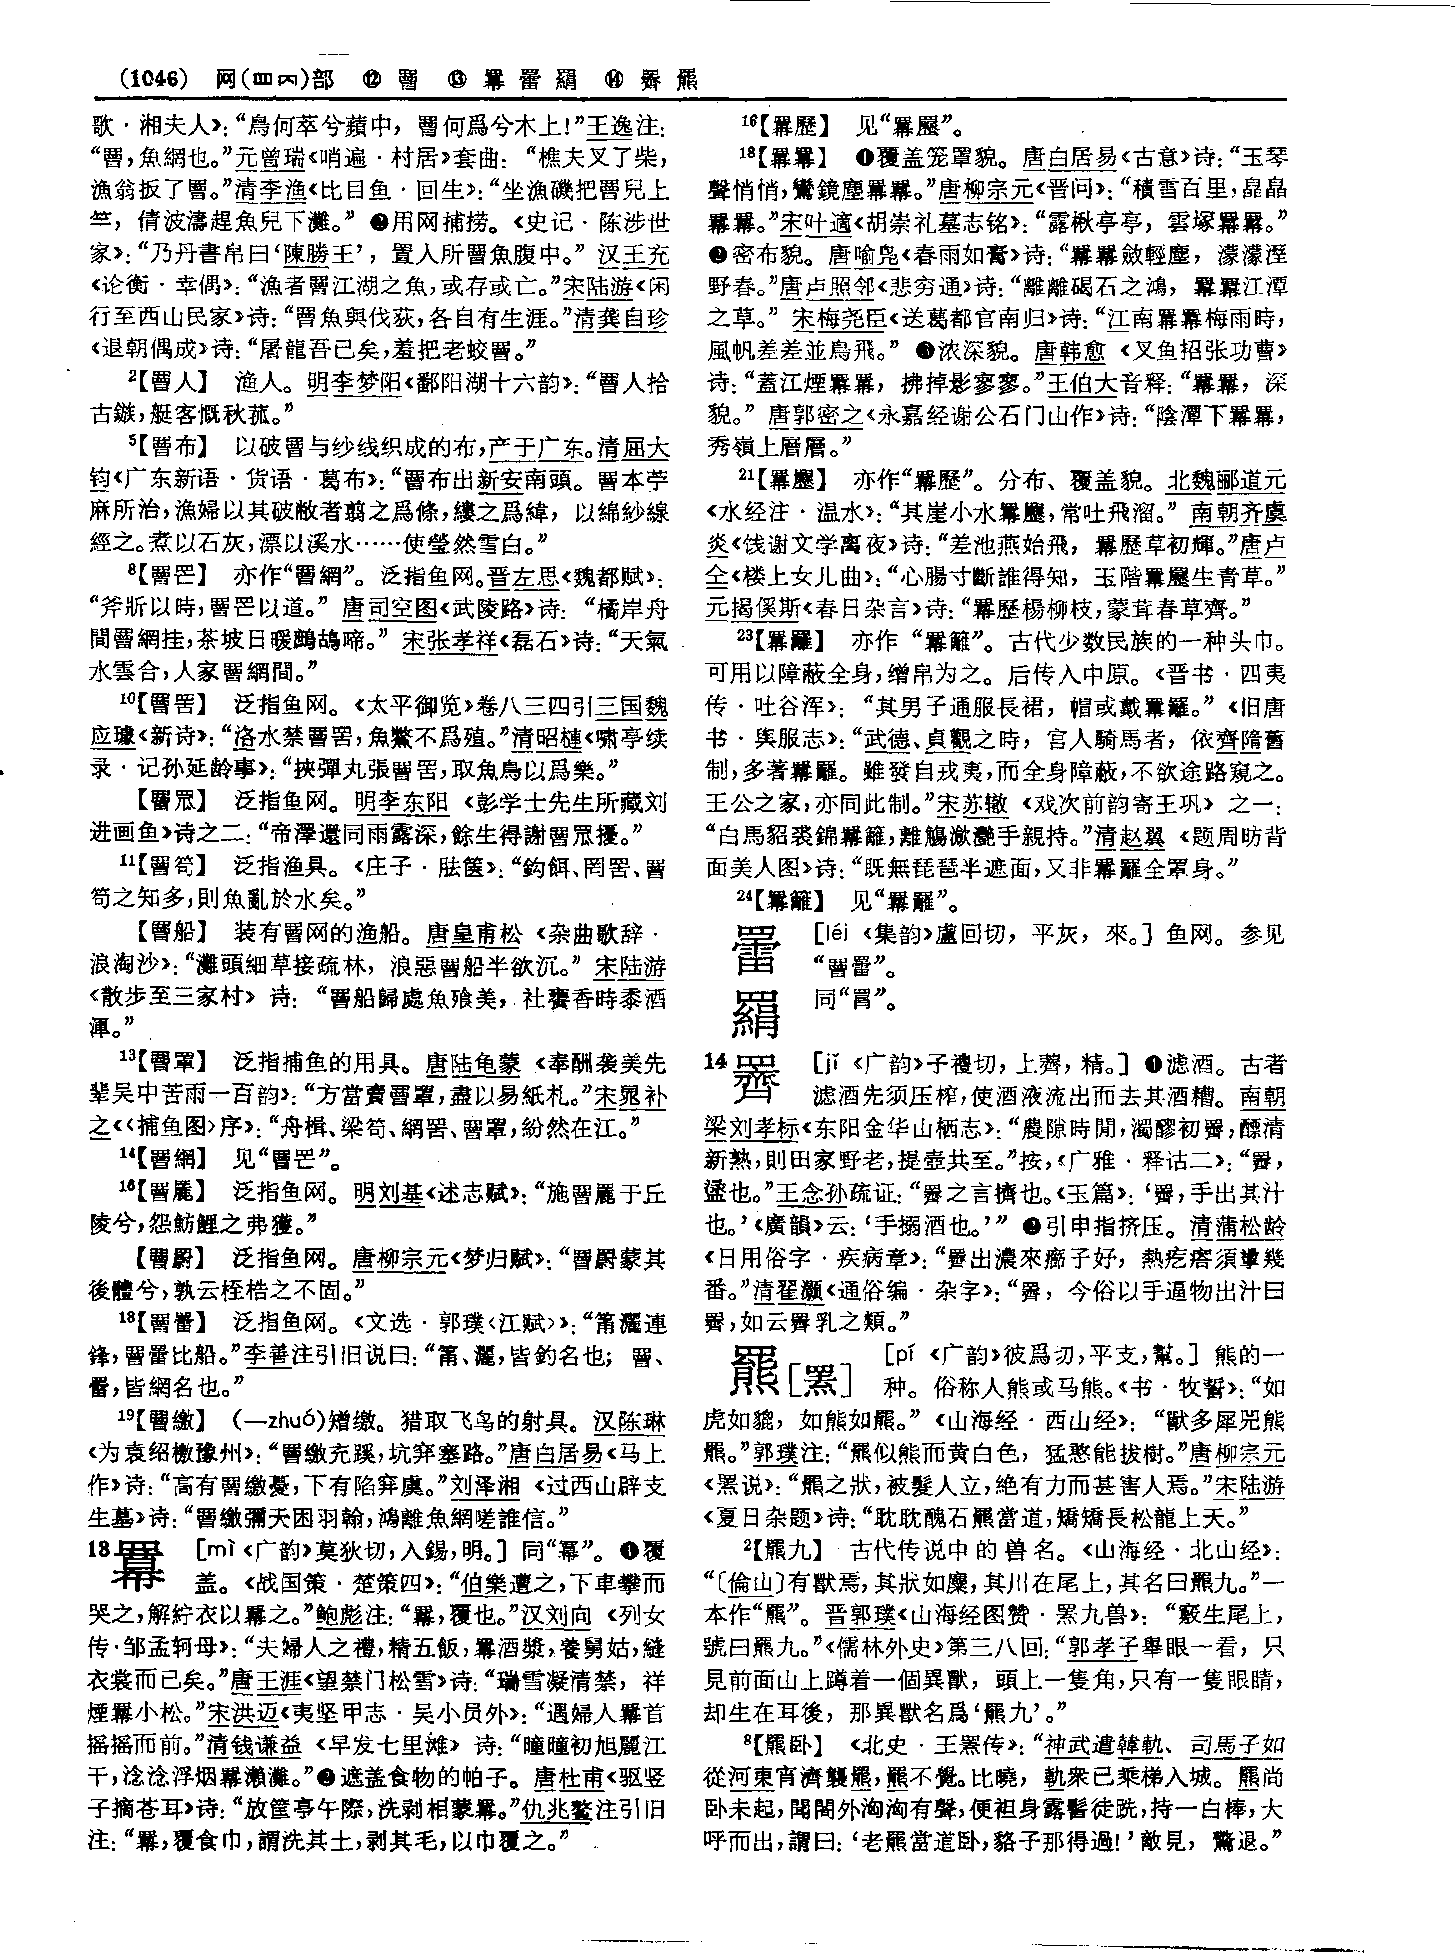 (1046) 网(罒𦉪)部 ⑫ 罾 ⑬ 羃 䍣 羂 ⑭ 𦌾 羆
歌·湘夫人》:“鳥何萃兮蘋中,罾何爲兮木上!”王逸注:
“罾,魚網也。”元曾瑞《哨遍·村居》套曲:“樵夫叉了柴,
漁翁扳了罾。”清李渔《比目鱼·回生》:“坐漁磯把罾兒上
竺,倩波濤趕魚兒下灘。” ❷用网捕捞。《史记·陈涉世
家》:“乃丹書帛曰‘陳勝王’,置人所罾魚腹中。” 汉王充
《论衡·幸偶》:“漁者罾江湖之魚,或存或亡。”宋陆游《闲
行至西山民家》诗:“罾魚與伐荻,各自有生涯。”清龚自珍
《退朝偶成》诗:“屠龍吾已矣,羞把老蛟罾。”
2【罾人】 渔人。明李梦阳《鄱阳湖十六韵》:“罾人拾
古鏃,艇客慨秋菰。”
5【罾布】 以破罾与纱线织成的布,产于广东。清屈大
钧《广东新语·货语·葛布》:“罾布出新安南頭。罾本苧
麻所治,漁婦以其破敝者翦之爲條,縷之爲緯,以綿紗線
經之。煮以石灰,漂以溪水……使瑩然雪白。”
8【罾罔】 亦作“罾網”。泛指鱼网。晋左思《魏都赋》:
“斧斨以時,罾罔以道。” 唐司空图《武陵路》诗:“橘岸舟
間罾網挂,茶坡日暖鷓鴣啼。” 宋张孝祥《磊石》诗:“天氣
水雲合,人家罾網間。”
10【罾罟】 泛指鱼网。《太平御览》卷八三四引三国魏
应璩《新诗》:“洛水禁罾罟,魚鱉不爲殖。”清昭槤《啸亭续
录·记孙延龄事》:“挾彈丸張罾罟,取魚鳥以爲樂。”
【罾罛】 泛指鱼网。明李东阳《彭学士先生所藏刘
进画鱼》诗之二:“帝澤還同雨露深,餘生得謝罾罛擾。”
11【罾笱】 泛指渔具。《庄子·胠箧》:“鈎餌、罔罟、罾
笱之知多,則魚亂於水矣。”
【罾船】 装有罾网的渔船。唐皇甫松《杂曲歌辞·
浪淘沙》:“灘頭細草接疏林,浪惡罾船半欲沉。” 宋陆游
《散步至三家村》诗:“罾船歸處魚飱美,社甕香時黍酒
渾。”
13【罾罩】 泛指捕鱼的用具。唐陆龟蒙《奉酬袭美先
辈吴中苦雨一百韵》:“方當賣罾罩,盡以易紙札。”宋晁补
之《〈捕鱼图〉序》:“舟楫、梁笱、網罟、罾罩,紛然在江。”
14【罾網】 见“罾罔”。
16【罾䍡】 泛指鱼网。明刘基《述志赋》:“施罾䍡于丘
陵兮,怨魴鯉之弗獲。”
【罾罻】 泛指鱼网。唐柳宗元《梦归赋》:“罾罻蒙其
後體兮,孰云桎梏之不固。”
18【罾䍣】 泛指鱼网。《文选·郭璞〈江赋〉》:“筩灑連
鋒,罾䍣比船。”李善注引旧说曰:“筩、灑,皆釣名也;罾、
䍣,皆網名也。”
19【罾缴】 (—zhuó)矰缴。猎取飞鸟的射具。汉陈琳
《为袁绍檄豫州》:“罾缴充蹊,坑穽塞路。”唐白居易《马上
作》诗:“高有罾缴憂,下有陷穽虞。”刘泽湘《过西山辟支
生墓》诗:“罾繳彌天困羽翰,鴻離魚網嗟誰信。”
13 羃 [mì《广韵》莫狄切,入錫,明。] 同“幂”。❶覆
盖。《战国策·楚策四》:“伯樂遭之,下車攀而
哭之,解紵衣以羃之。”鲍彪注:“羃,覆也。”汉刘向《列女
传·邹孟轲母》:“夫婦人之禮,精五飯,羃酒漿,養舅姑,縫
衣裳而已矣。”唐王涯《望禁门松雪》诗:“瑞雪凝清禁,祥
煙羃小松。”宋洪迈《夷坚甲志·吴小员外》:“遇婦人羃首
摇摇而前。”清钱谦益《早发七里滩》诗:“曈曈初旭麗江
干,淰淰浮烟羃瀨灘。”❷遮盖食物的帕子。唐杜甫《驱竖
子摘苍耳》诗:“放筐亭午際,洗剥相蒙羃。”仇兆鳌注引旧
注:“羃,覆食巾,謂洗其土,剥其毛,以巾覆之。”
16【羃歷】 见“羃䍥”。
18【羃羃】 ❶覆盖笼罩貌。唐白居易《古意》诗:“玉琴
聲悄悄,鸞鏡塵羃羃。”唐柳宗元《晋问》:“積雪百里,皛皛
羃羃。”宋叶適《胡崇礼墓志铭》:“露楸亭亭,雲塚羃羃。”
❷密布貌。唐喻凫《春雨如膏》诗:“羃羃斂輕塵,濛濛溼
野春。”唐卢照邻《悲穷通》诗:“離離碣石之鴻,羃羃江潭
之草。” 宋梅尧臣《送葛都官南归》诗:“江南羃羃梅雨時,
風帆差差並鳥飛。” ❸浓深貌。唐韩愈《叉鱼招张功曹》
诗:“蓋江煙羃羃,拂棹影寥寥。”王伯大音释:“羃羃,深
貌。” 唐郭密之《永嘉经谢公石门山作》诗:“陰潭下羃羃,
秀嶺上層層。”
21【羃䍥】 亦作“羃歷”。分布、覆盖貌。北魏郦道元
《水经注·温水》:“其崖小水羃䍥,常吐飛溜。” 南朝齐虞
炎《饯谢文学离夜》诗:“差池燕始飛,羃歷草初輝。”唐卢
仝《楼上女儿曲》:“心腸寸斷誰得知,玉階羃䍥生青草。”
元揭傒斯《春日杂言》诗:“羃歷楊柳枝,蒙茸春草齊。”
23【羃䍦】 亦作“羃籬”。古代少数民族的一种头巾。
可用以障蔽全身,缯帛为之。后传入中原。《晋书·四夷
传·吐谷浑》:“其男子通服長裙,帽或戴羃䍦。”《旧唐
书·舆服志》:“武德、貞觀之時,宫人騎馬者,依齊隋舊
制,多著羃䍦。雖發自戎夷,而全身障蔽,不欲途路窺之。
王公之家,亦同此制。”宋苏辙《戏次前韵寄王巩》之一:
“白馬貂裘錦羃籬,離觴瀲灩手親持。”清赵翼《题周昉背
面美人图》诗:“既無琵琶半遮面,又非羃䍦全罩身。”
24【羃籬】 见“羃䍦”。
䍣 [léi《集韵》盧回切,平灰,來。] 鱼网。参见
“罾䍣”。
羂 同“罥”。
14 𦌾 [jǐ《广韵》子禮切,上薺,精。] ❶滤酒。古者
滤酒先须压榨,使酒液流出而去其酒糟。南朝
梁刘孝标《东阳金华山栖志》:“農隙時閒,濁醪初𦌾,醥清
新熟,則田家野老,提壺共至。”按,《广雅·释诂二》:“𦌾,
盝也。”王念孙疏证:“𦌾之言擠也。《玉篇》:‘𦌾,手出其汁
也。’《廣韻》云:‘手搦酒也。’” ❷引申指挤压。清蒲松龄
《日用俗字·疾病章》:“𦌾出濃來癤子好,熱疙瘩須攣幾
番。”清翟灏《通俗编·杂字》:“𦌾,今俗以手逼物出汁曰
𦌾,如云𦌾乳之類。”
羆[罴] [pí《广韵》彼爲切,平支,幫。] 熊的一
种。俗称人熊或马熊。《书·牧誓》:“如
虎如貔,如熊如羆。”《山海经·西山经》:“獸多犀兕熊
羆。”郭璞注:“羆似熊而黄白色,猛憨能拔樹。”唐柳宗元
《罴说》:“羆之狀,被髮人立,絶有力而甚害人焉。”宋陆游
《夏日杂题》诗:“耽耽醜石羆當道,矯矯長松龍上天。”
2【羆九】 古代传说中的兽名。《山海经·北山经》:
“〔倫山〕有獸焉,其狀如麋,其川在尾上,其名曰羆九。”一
本作“羆”。晋郭璞《山海经图赞·罴九兽》:“竅生尾上,
號曰羆九。”《儒林外史》第三八回:“郭孝子舉眼一看,只
見前面山上蹲着一個異獸,頭上一隻角,只有一隻眼睛,
却生在耳後,那異獸名爲‘羆九’。”
8【羆卧】 《北史·王罴传》:“神武遣韓軌、司馬子如
從河東宵濟襲羆,羆不覺。比曉,軌衆已乘梯入城。羆尚
卧未起,聞閤外洶洶有聲,便袒身露髻徒跣,持一白棒,大
呼而出,謂曰:‘老羆當道卧,貉子那得過!’敵見,驚退。”